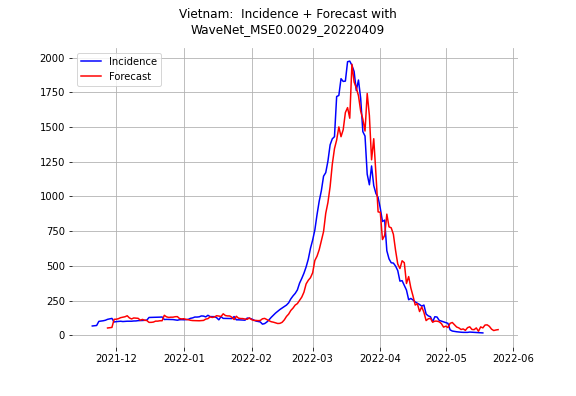 Vietnam:  Incidence + Forecast with
WaveNet_MSE0.0029_20220409
Incidence
Forecast
2000
1750
1500
1250
1000
750
500
250
0
2021-12 2022-01 2022-02 2022-03 2022-04 2022-05 2022-06